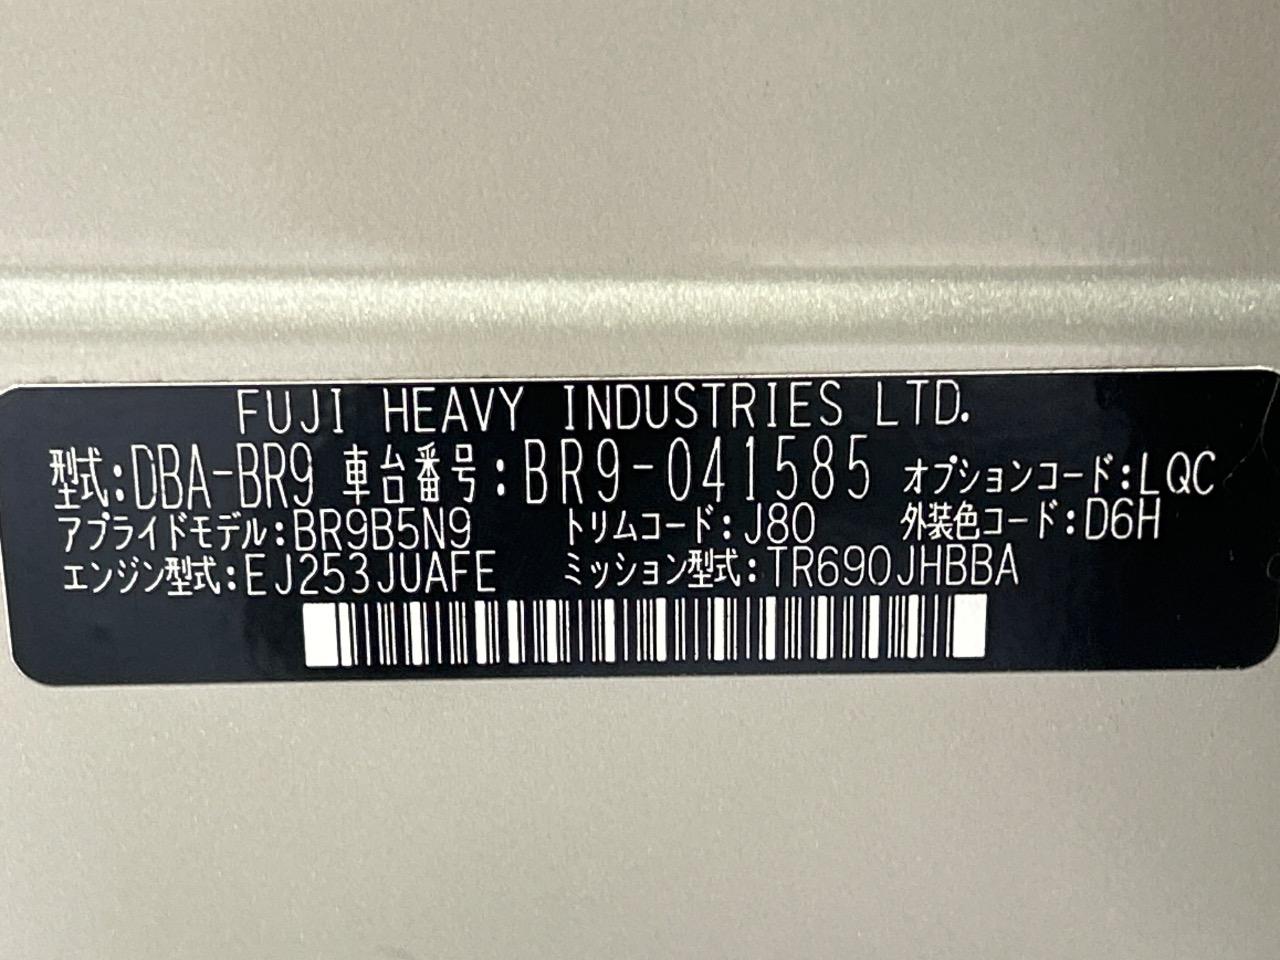 FUJI HEAVY INDUSTRIES LTD.
型式:DBA-BR9 車台番号:BR9-041585 オプションコード:LQC
アプライドモデル:BR9B5N9 トリムコード:J80 外装色コード:D6H
エンジン型式:EJ253JUAFE ミッション型式:TR690JHBBA